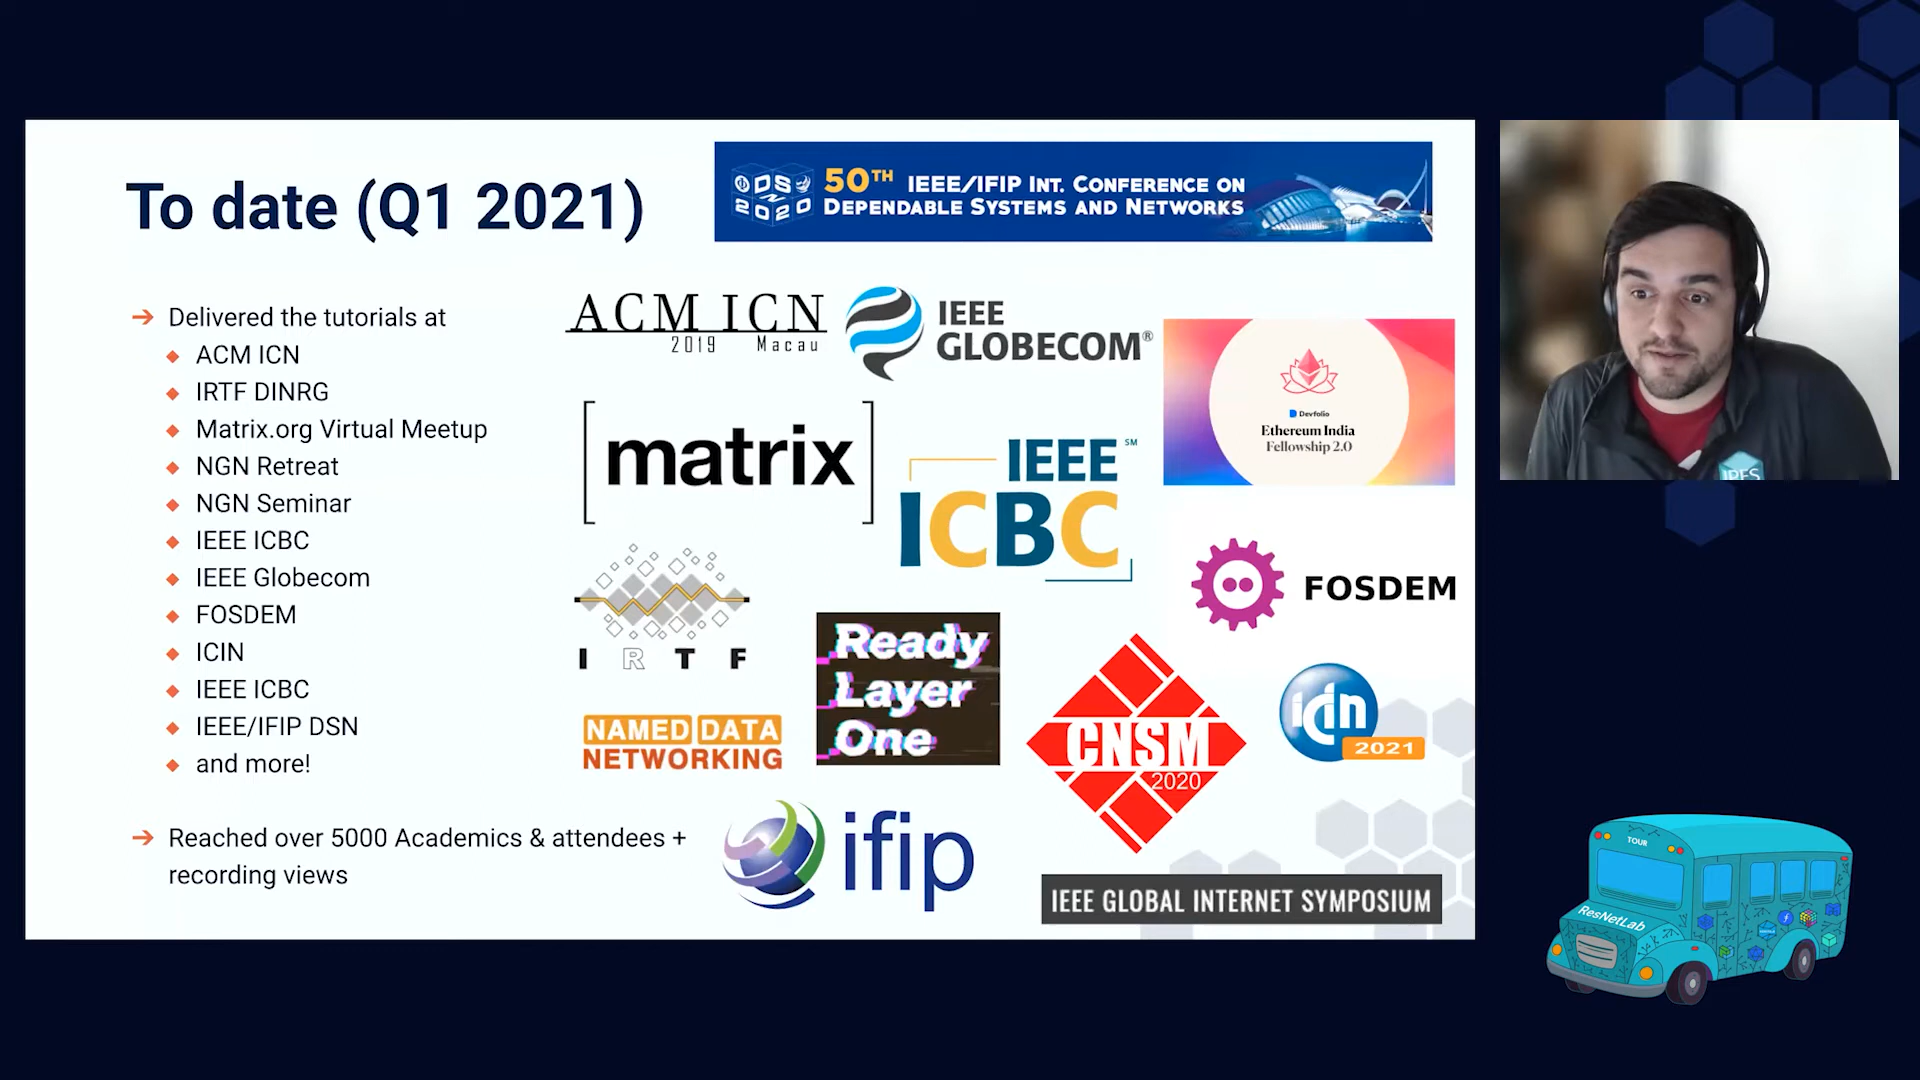 To date (Q1 2021)
DSN
2020
50TH IEEE/IFIP INT. CONFERENCE ON
DEPENDABLE SYSTEMS AND NETWORKS
➔ Delivered the tutorials at
◆ ACM ICN
◆ IRTF DINRG
◆ Matrix.org Virtual Meetup
◆ NGN Retreat
◆ NGN Seminar
◆ IEEE ICBC
◆ IEEE Globecom
◆ FOSDEM
◆ ICIN
◆ IEEE ICBC
◆ IEEE/IFIP DSN
◆ and more!
➔ Reached over 5000 Academics & attendees +
recording views
ACM ICN
2019 Macau
IEEE
GLOBECOM®
Devfolio
Ethereum India
Fellowship 2.0
[matrix]
IEEE SM
ICBC
FOSDEM
IRTF
Ready
Layer
One
NAMED DATA
NETWORKING
CNSM
2020
icin
2021
ifip
IEEE GLOBAL INTERNET SYMPOSIUM
IPFS
TOUR
ResNetLab